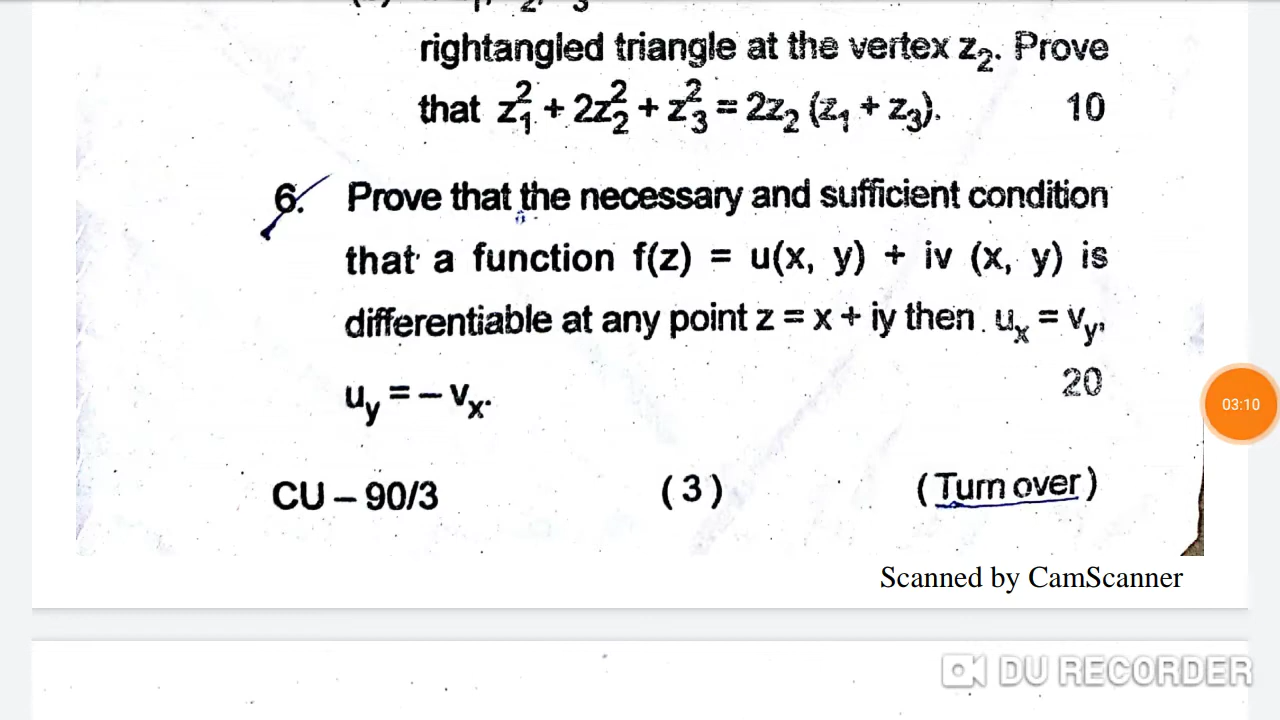 rightangled triangle at the vertex z₂. Prove
that z₁² + 2z₂² + z₃² = 2z₂ (z₁ + z₃). 10
6. Prove that the necessary and sufficient condition
that a function f(z) = u(x, y) + iv (x, y) is
differentiable at any point z = x + iy then uₓ = v_y,
u_y = – vₓ. 20
CU – 90/3 (3) (Turn over)
Scanned by CamScanner
03:10
DU RECORDER